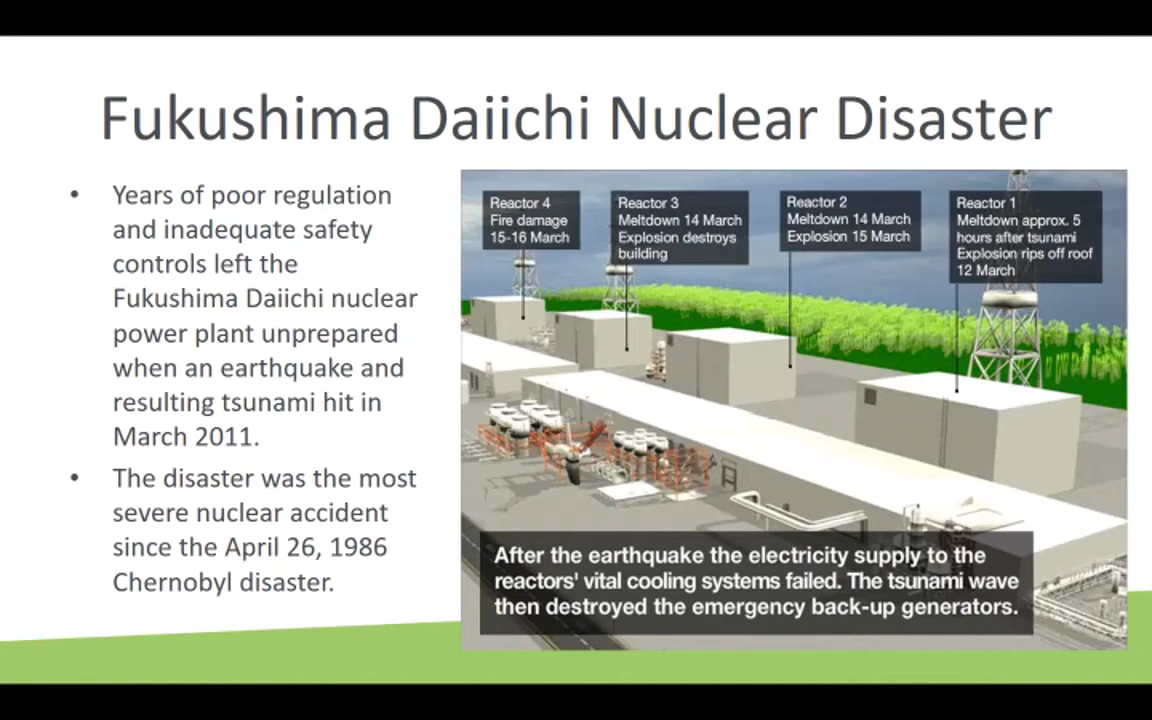 Fukushima Daiichi Nuclear Disaster
• Years of poor regulation
and inadequate safety
controls left the
Fukushima Daiichi nuclear
power plant unprepared
when an earthquake and
resulting tsunami hit in
March 2011.
• The disaster was the most
severe nuclear accident
since the April 26, 1986
Chernobyl disaster.
Reactor 4
Fire damage
15-16 March
Reactor 3
Meltdown 14 March
Explosion destroys
building
Reactor 2
Meltdown 14 March
Explosion 15 March
Reactor 1
Meltdown approx. 5
hours after tsunami
Explosion rips off roof
12 March
After the earthquake the electricity supply to the
reactors' vital cooling systems failed. The tsunami wave
then destroyed the emergency back-up generators.